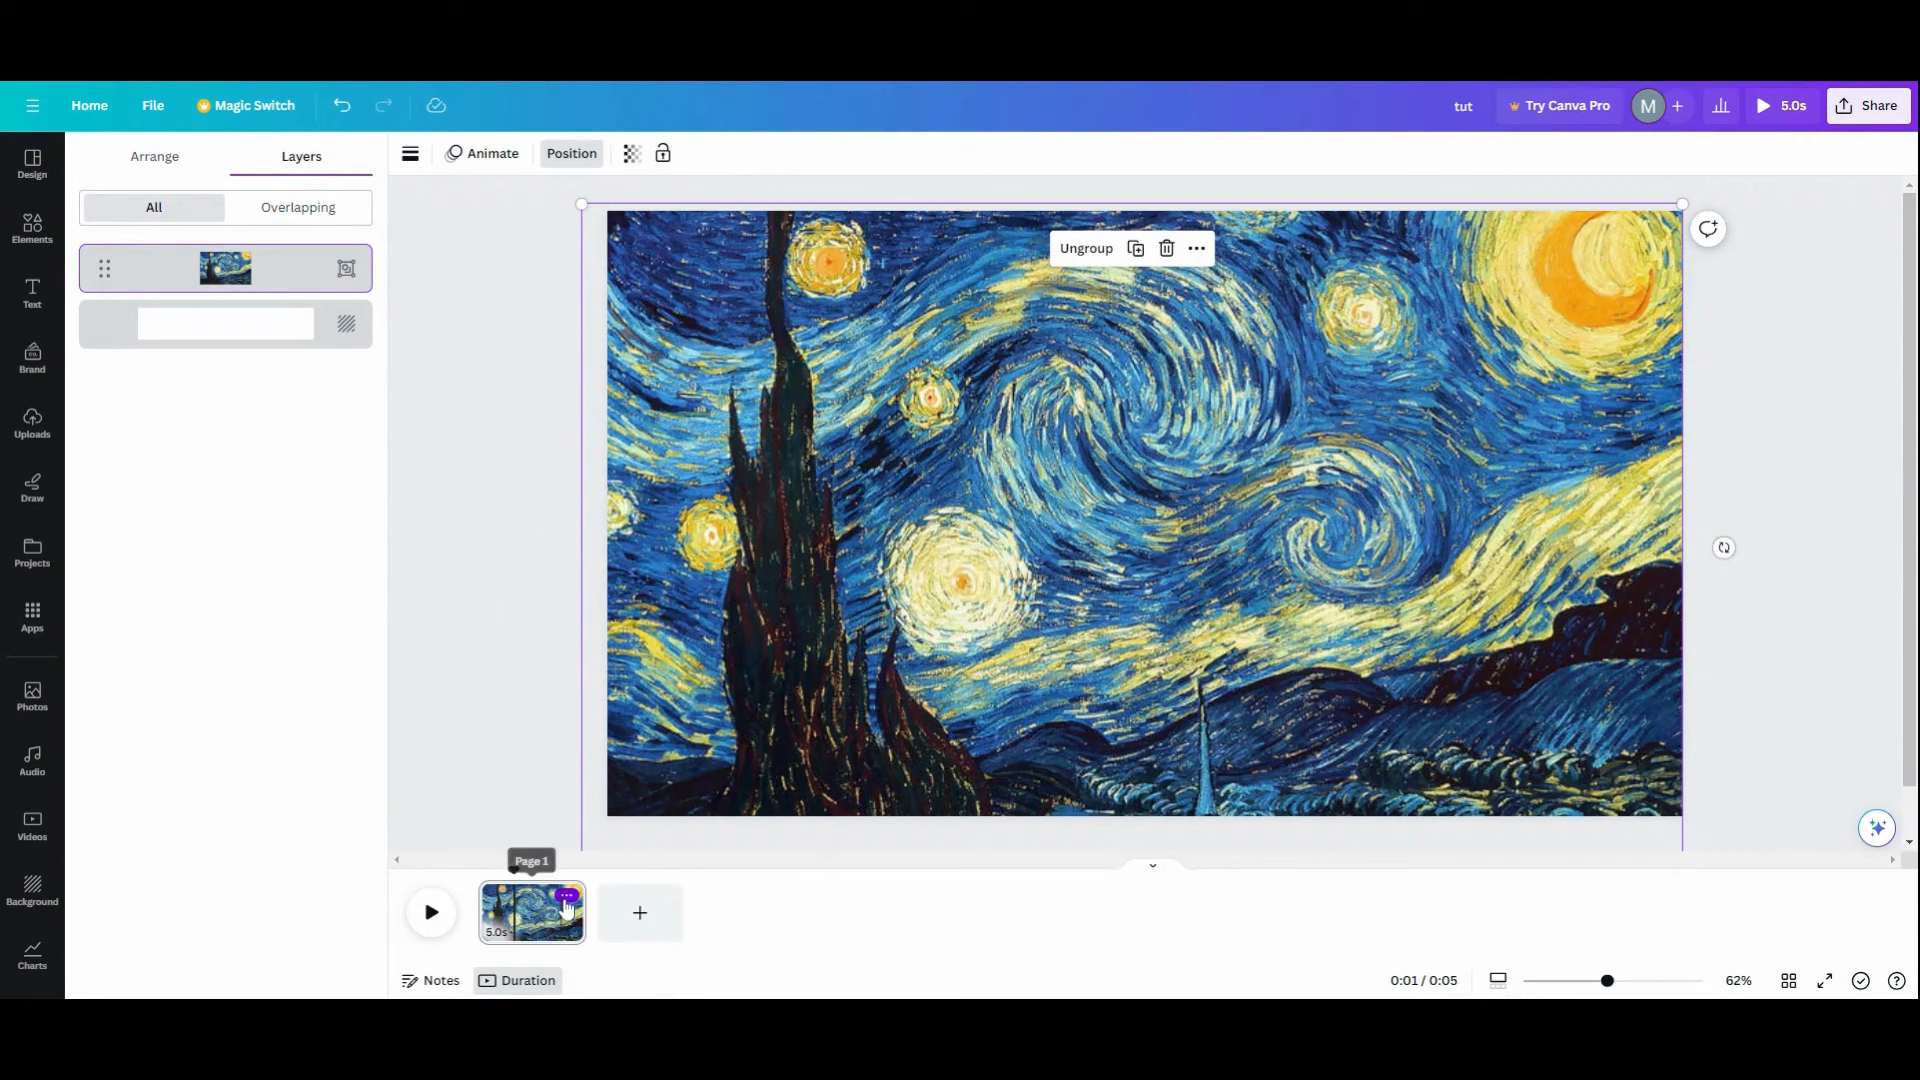 Home File Magic Switch tut Try Canva Pro M + 5.0s Share
Arrange Layers Animate Position
All Overlapping
Ungroup
Design
Elements
Text
Brand
Uploads
Draw
Projects
Apps
Photos
Audio
Videos
Background
Charts
Page 1
5.0s
Notes Duration 0:01 / 0:05 62%